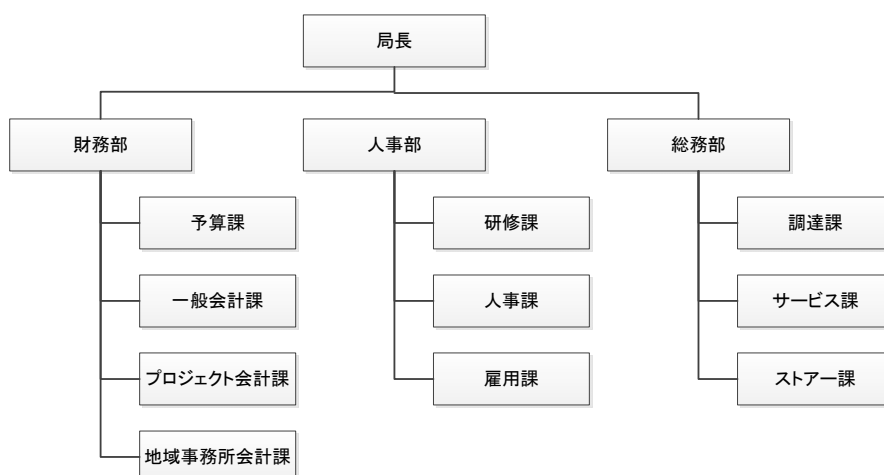 局長
財務部
人事部
総務部
予算課
研修課
調達課
一般会計課
人事課
サービス課
プロジェクト会計課
雇用課
ストアー課
地域事務所会計課